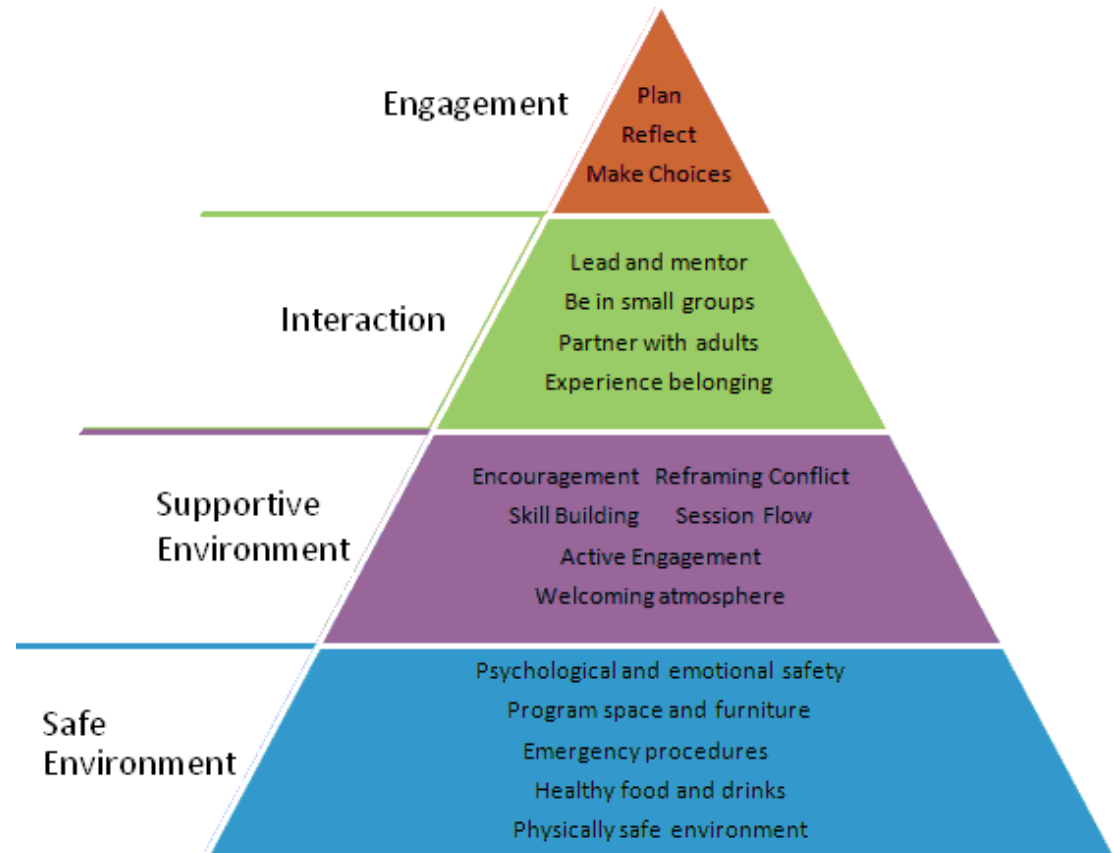 Engagement
Plan
Reflect
Make Choices
Interaction
Lead and mentor
Be in small groups
Partner with adults
Experience belonging
Supportive
Environment
Encouragement Reframing Conflict
Skill Building Session Flow
Active Engagement
Welcoming atmosphere
Safe
Environment
Psychological and emotional safety
Program space and furniture
Emergency procedures
Healthy food and drinks
Physically safe environment